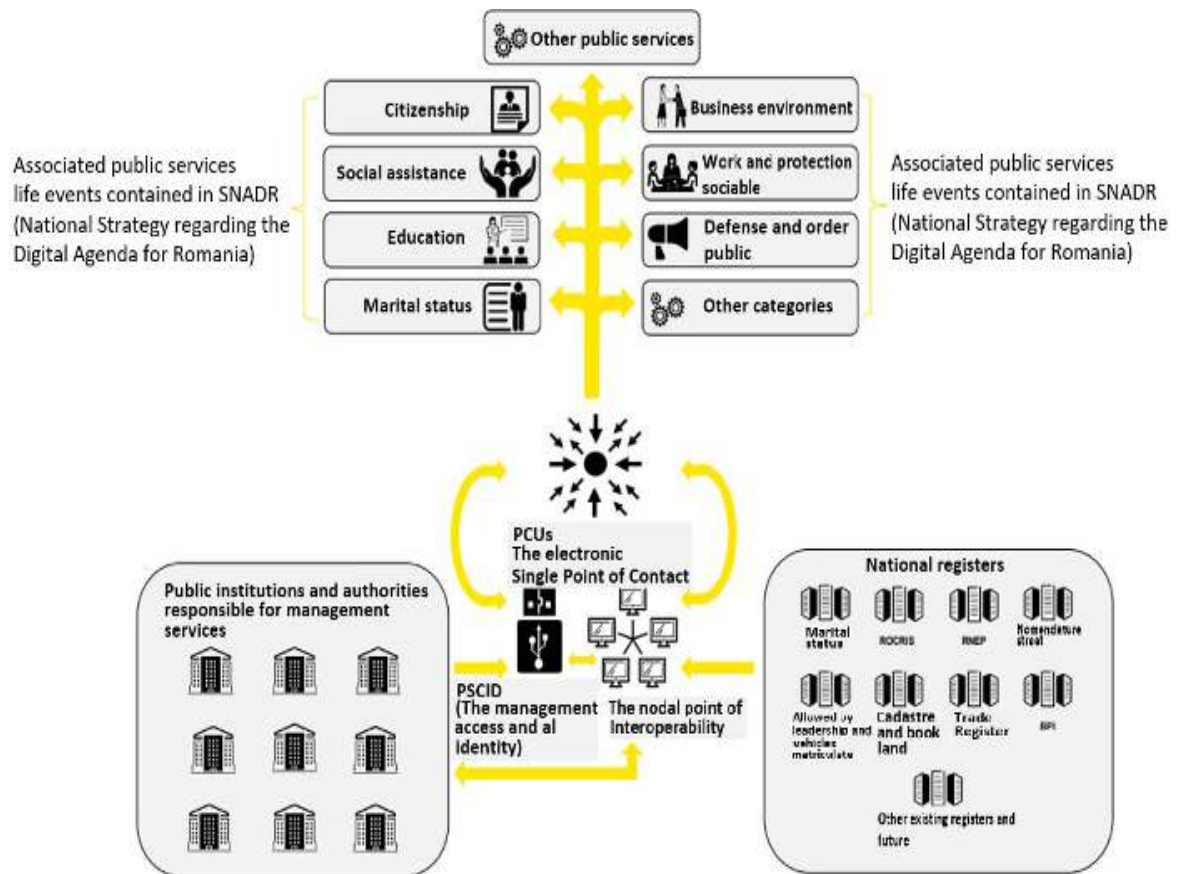 Other public services
Citizenship
Social assistance
Education
Marital status
Business environment
Work and protection
sociable
Defense and order
public
Other categories
Associated public services
life events contained in SNADR
(National Strategy regarding the
Digital Agenda for Romania)
Associated public services
life events contained in SNADR
(National Strategy regarding the
Digital Agenda for Romania)
PCUs
The electronic
Single Point of Contact
Public institutions and authorities
responsible for management
services
PSCID
(The management
access and al
identity)
The nodal point of
Interoperability
National registers
Marital
status
ROCRIS
RNEP
street
Allowed by
leadership and
vehicles
matriculate
Cadastre
and book
land
Trade
Register
Other existing registers and
future